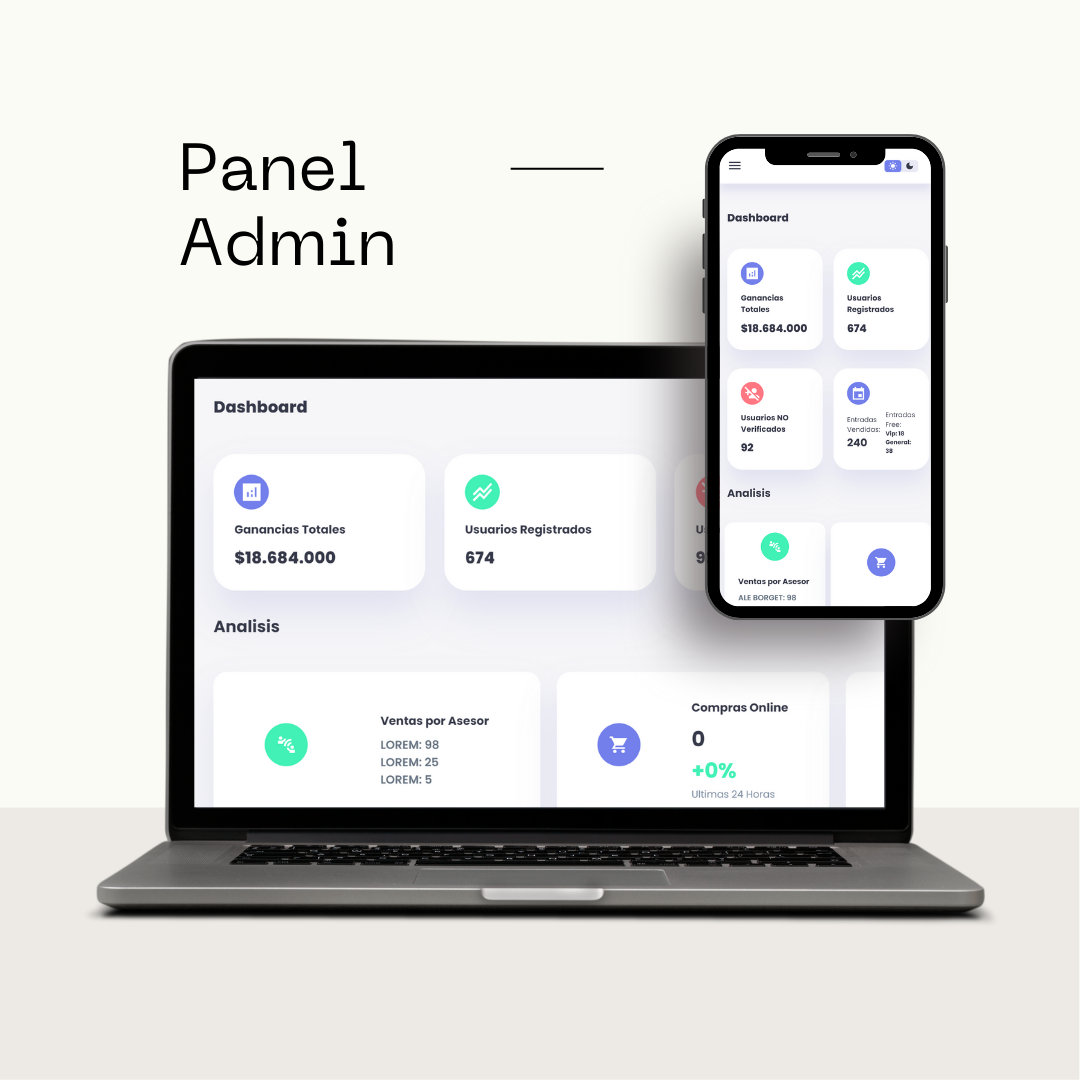 Panel
Admin
Dashboard
Ganancias Totales
$18.684.000
Usuarios Registrados
674
Analisis
Ventas por Asesor
LOREM: 98
LOREM: 25
LOREM: 5
Compras Online
0
+0%
Ultimas 24 Horas
Dashboard
Ganancias
Totales
$18.684.000
Usuarios
Registrados
674
Usuarios NO
Verificados
92
Entradas
Vendidas:
240
Entradas
Free:
Vip: 18
General:
38
Analisis
Ventas por Asesor
ALE BORGET: 98